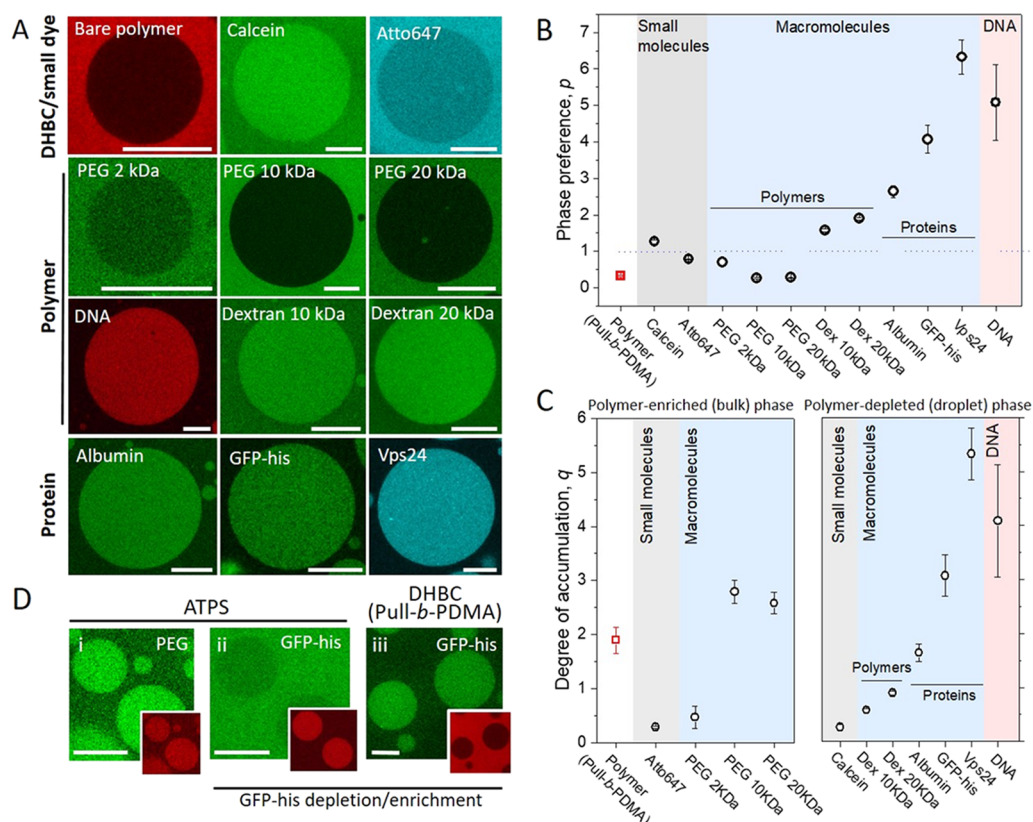 A
DHBC/small dye
Bare polymer
Calcein
Atto647
Polymer
PEG 2 kDa
PEG 10 kDa
PEG 20 kDa
DNA
Dextran 10 kDa
Dextran 20 kDa
Protein
Albumin
GFP-his
Vps24
B
Phase preference, p
7
6
5
4
3
2
1
0
Small
molecules
Macromolecules
DNA
Polymers
Proteins
Polymer
(Pull-b-PDMA)
Calcein
Atto647
PEG 2kDa
PEG 10kDa
PEG 20kDa
Dex 10kDa
Dex 20kDa
Albumin
GFP-his
Vps24
DNA
C
Polymer-enriched (bulk) phase
Polymer-depleted (droplet) phase
Degree of accumulation, q
6
5
4
3
2
1
0
Small molecules
Macromolecules
Small molecules
Macromolecules
DNA
Polymers
Proteins
Polymer
(Pull-b-PDMA)
Atto647
PEG 2KDa
PEG 10KDa
PEG 20KDa
Calcein
Dex 10KDa
Dex 20KDa
Albumin
GFP-his
Vps24
DNA
D
ATPS
DHBC
(Pull-b-PDMA)
i
PEG
ii
GFP-his
iii
GFP-his
GFP-his depletion/enrichment